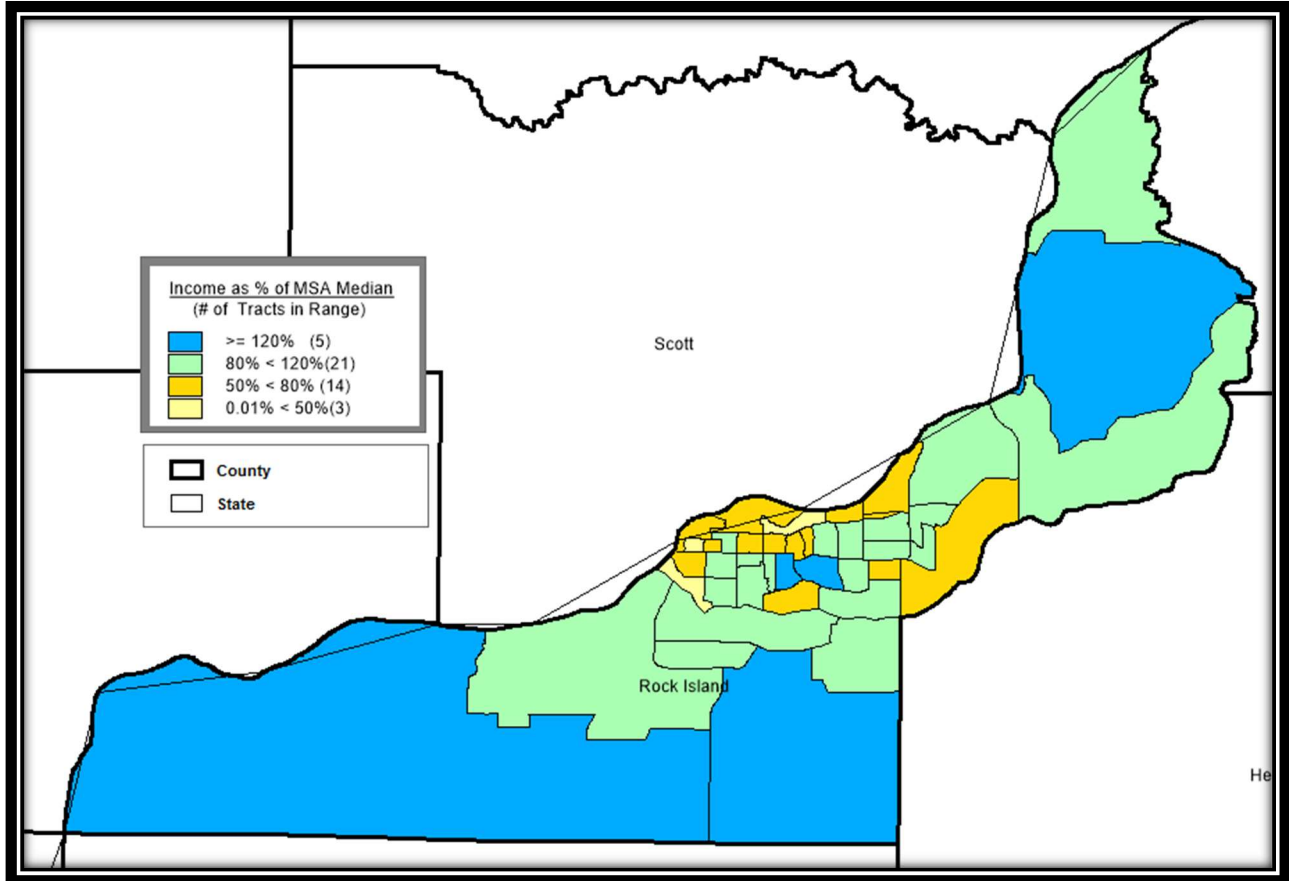 Income as % of MSA Median
(# of Tracts in Range)
>= 120% (5)
80% < 120%(21)
50% < 80% (14)
0.01% < 50%(3)
County
State
Scott
Rock Island
He